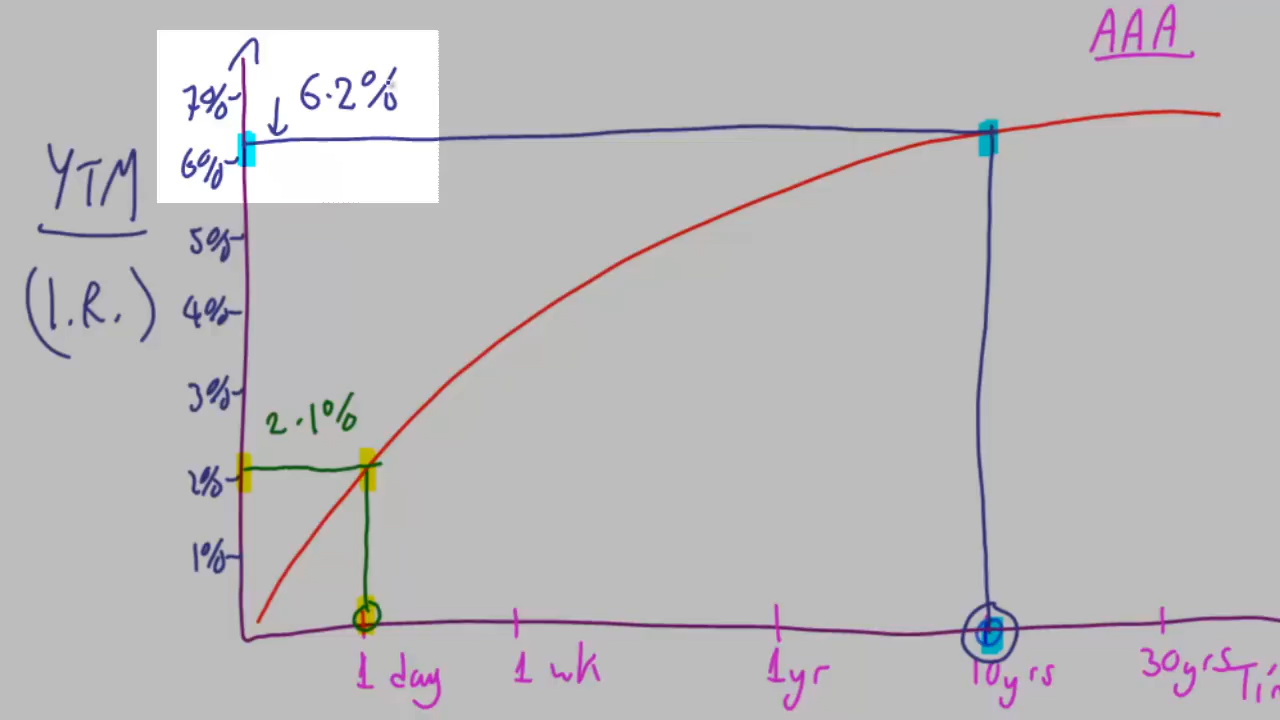 AAA
7%
6.2%
6%
YTM
5%
(I.R.)
4%
3%
2.1%
2%
1%
1 day
1 wk
1yr
10yrs
30yrs